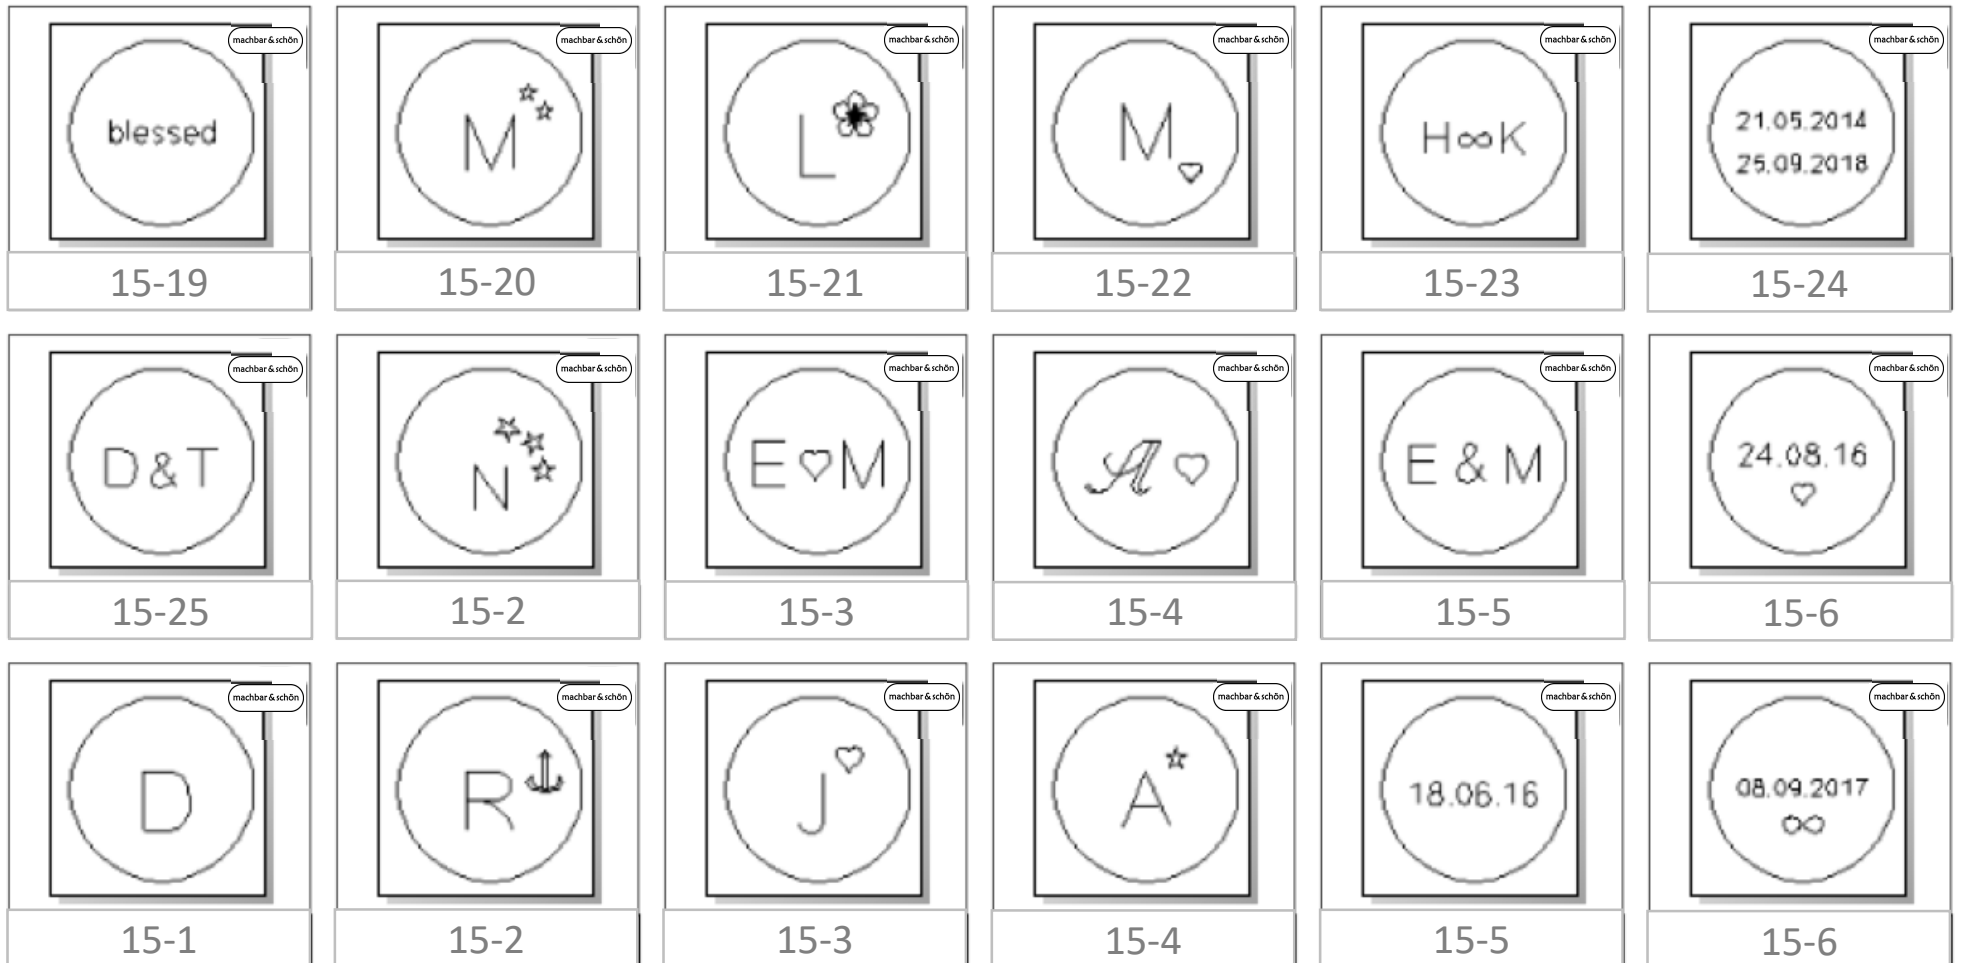 machbar & schön machbar & schön machbar & schön machbar & schön machbar & schön machbar & schön
blessed
M
L
M
H∞K
21.05.2014
25.09.2018
15-19 15-20 15-21 15-22 15-23 15-24
machbar & schön machbar & schön machbar & schön machbar & schön machbar & schön machbar & schön
D & T
N
E ♡ M
A ♡
E & M
24.08.16
♡
15-25 15-2 15-3 15-4 15-5 15-6
machbar & schön machbar & schön machbar & schön machbar & schön machbar & schön machbar & schön
D
R
J
A
18.06.16
08.09.2017
∞
15-1 15-2 15-3 15-4 15-5 15-6